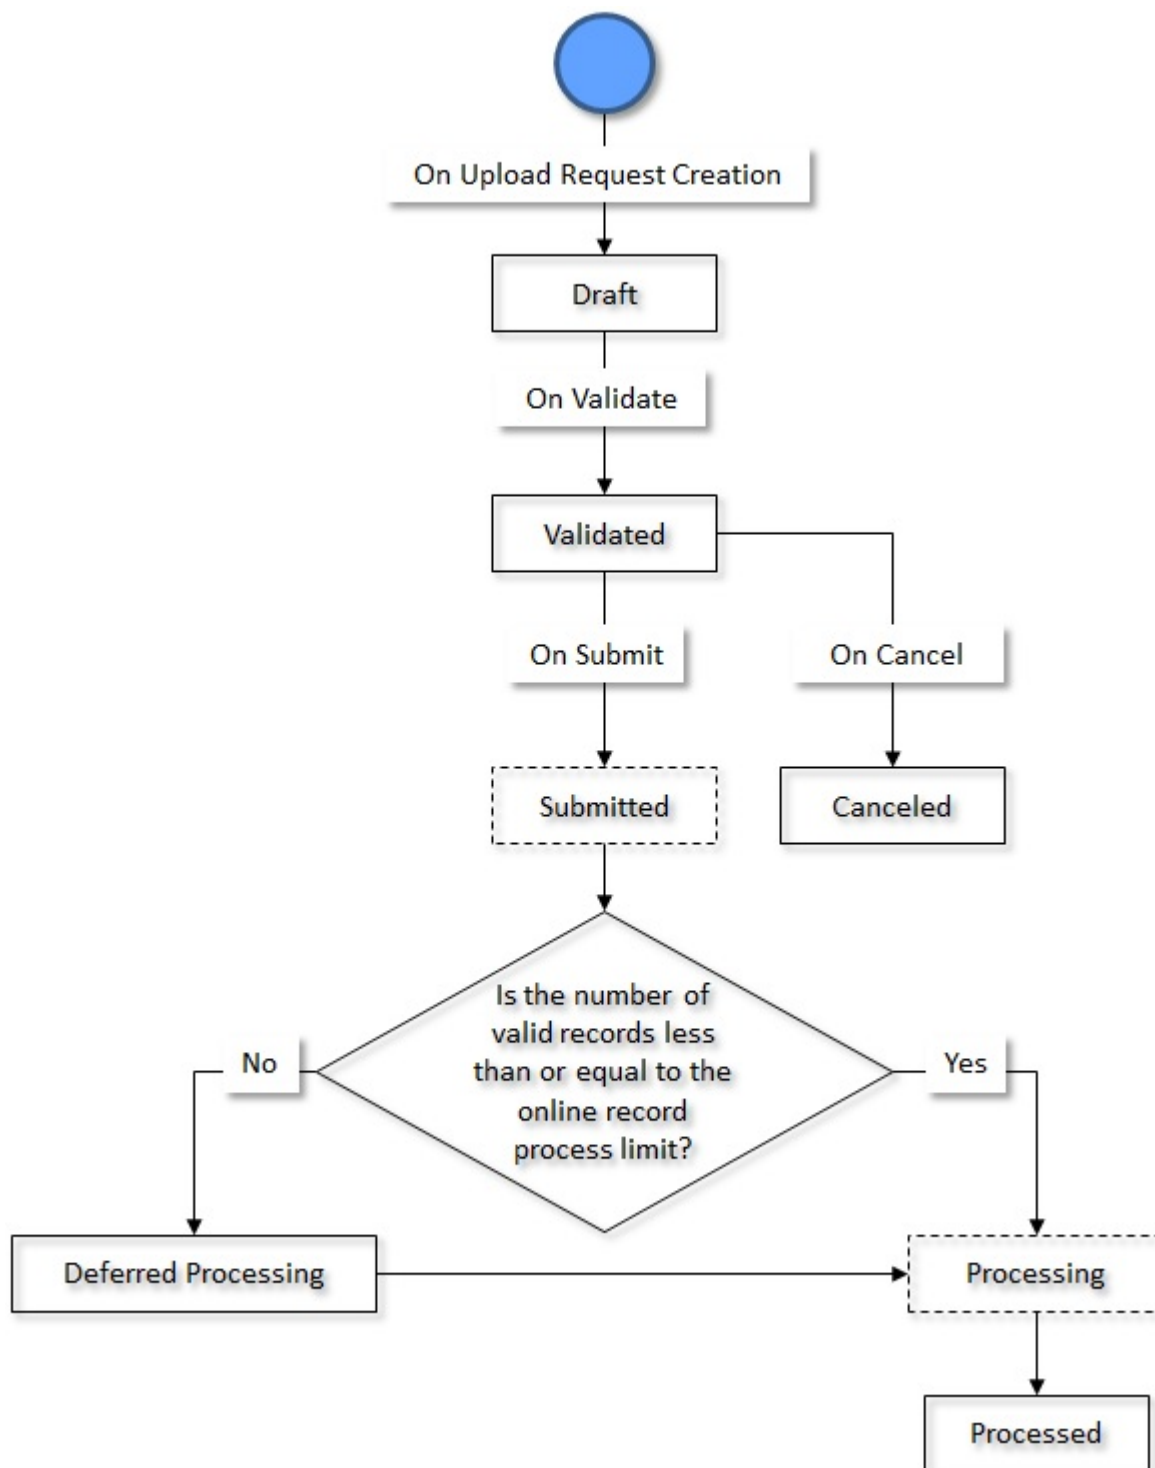 On Upload Request Creation
Draft
On Validate
Validated
On Submit
On Cancel
Submitted
Canceled
Is the number of
valid records less
than or equal to the
online record
process limit?
No
Yes
Deferred Processing
Processing
Processed